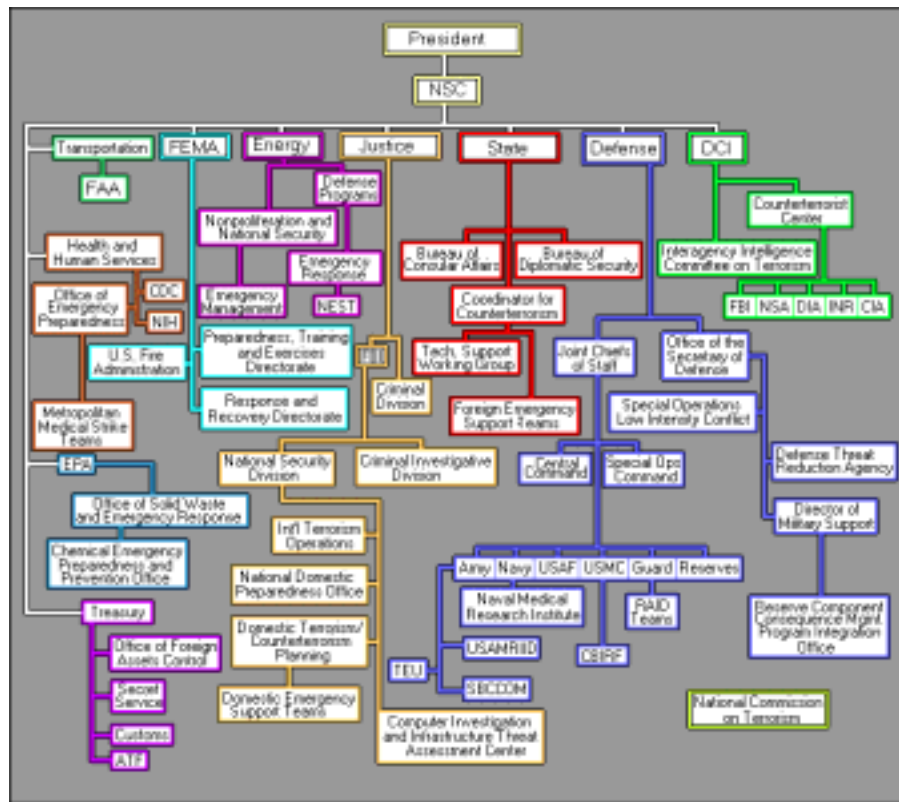 President
NSC
Transportation
FEMA
Energy
Justice
State
Defense
DCI
FAA
Defense
Programs
Counterterrorist
Center
Nonproliferation and
National Security
Health and
Human Services
Bureau of
Consular Affairs
Bureau of
Diplomatic Security
Interagency Intelligence
Committee on Terrorism
Emergency
Response
Office of
Emergency
Preparedness
CDC
NIH
Emergency
Management
NEST
Coordinator for
Counterterrorism
FBI
NSA
DIA
INR
CIA
U.S. Fire
Administration
Preparedness, Training
and Exercises
Directorate
Criminal
Division
Tech. Support
Working Group
Joint Chiefs
of Staff
Office of the
Secretary of
Defense
Metropolitan
Medical Strike
Teams
Response and
Recovery Directorate
Foreign Emergency
Support Teams
Special Operations
Low Intensity Conflict
EPA
National Security
Division
Criminal Investigative
Division
Central
Command
Special Ops
Command
Defense Threat
Reduction Agency
Office of Solid Waste
and Emergency Response
Int'l Terrorism
Operations
Director of
Military Support
Chemical Emergency
Preparedness and
Prevention Office
National Domestic
Preparedness Office
Army
Navy
USAF
USMC
Guard
Reserves
Treasury
Naval Medical
Research Institute
RAID
Teams
Reserve Component
Consequence Mgmt.
Program Integration
Office
Office of Foreign
Assets Control
Domestic Terrorism/
Counterterrorism
Planning
TEU
USAMRIID
CBIRF
Secret
Service
Domestic Emergency
Support Teams
SBCCOM
Customs
ATF
Computer Investigation
and Infrastructure Threat
Assessment Center
National Commission
on Terrorism